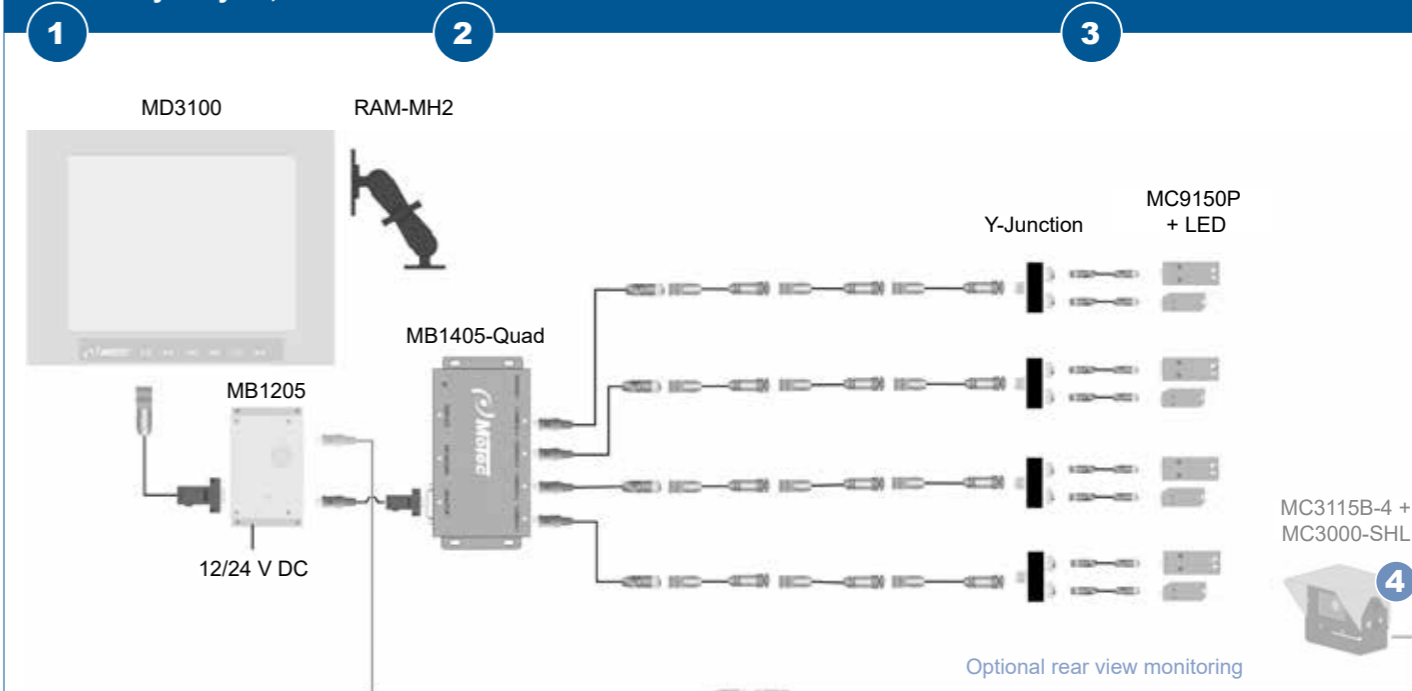 1
2
3
MD3100
RAM-MH2
MC9150P
+ LED
Y-Junction
MB1405-Quad
MB1205
MOTEC
12/24 V DC
MC3115B-4 +
MC3000-SHL
4
Optional rear view monitoring